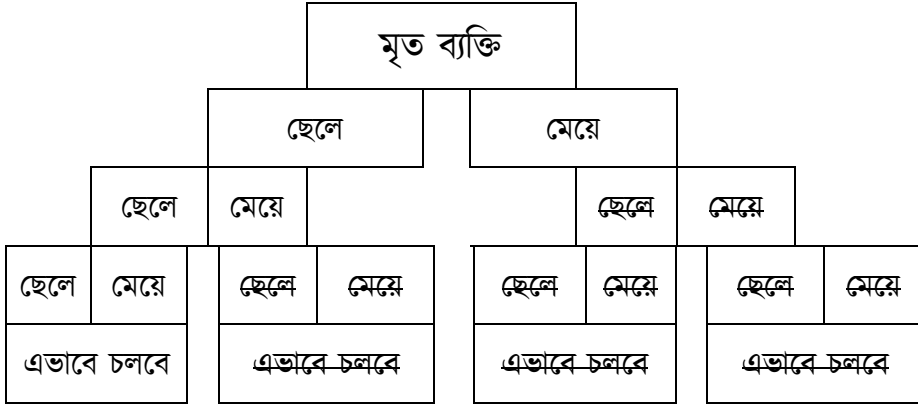 মৃত ব্যক্তি
ছেলে মেয়ে
ছেলে মেয়ে ছেলে মেয়ে
ছেলে মেয়ে ছেলে মেয়ে ছেলে মেয়ে ছেলে মেয়ে
এভাবে চলবে এভাবে চলবে এভাবে চলবে এভাবে চলবে